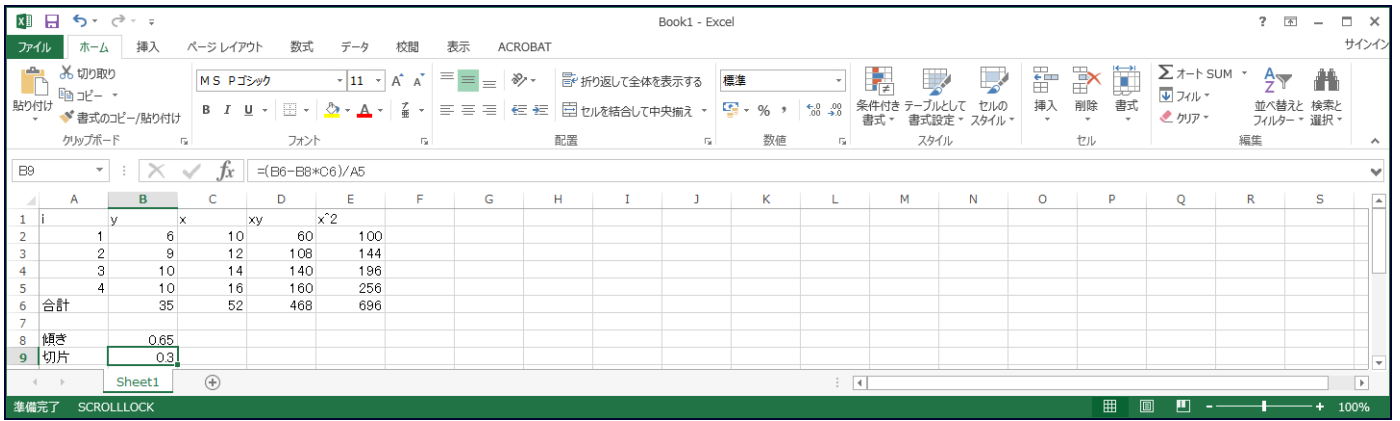 Book1 - Excel
ファイル ホーム 挿入 ページ レイアウト 数式 データ 校閲 表示 ACROBAT サインイン
貼り付け 切り取り コピー 書式のコピー/貼り付け クリップボード
MS Pゴシック 11 B I U フォント
折り返して全体を表示する セルを結合して中央揃え 配置
標準 % 数値
条件付き書式 テーブルとして書式設定 セルのスタイル スタイル
挿入 削除 書式 セル
オート SUM フィル クリア 並べ替えとフィルター 検索と選択 編集
B9 fx =(B6-B8*C6)/A5
A B C D E F G H I J K L M N O P Q R S
1 i y x xy x^2
2 1 6 10 60 100
3 2 9 12 108 144
4 3 10 14 140 196
5 4 10 16 160 256
6 合計 35 52 468 696
7
8 傾き 0.65
9 切片 0.3
Sheet1
準備完了 SCROLLLOCK 100%